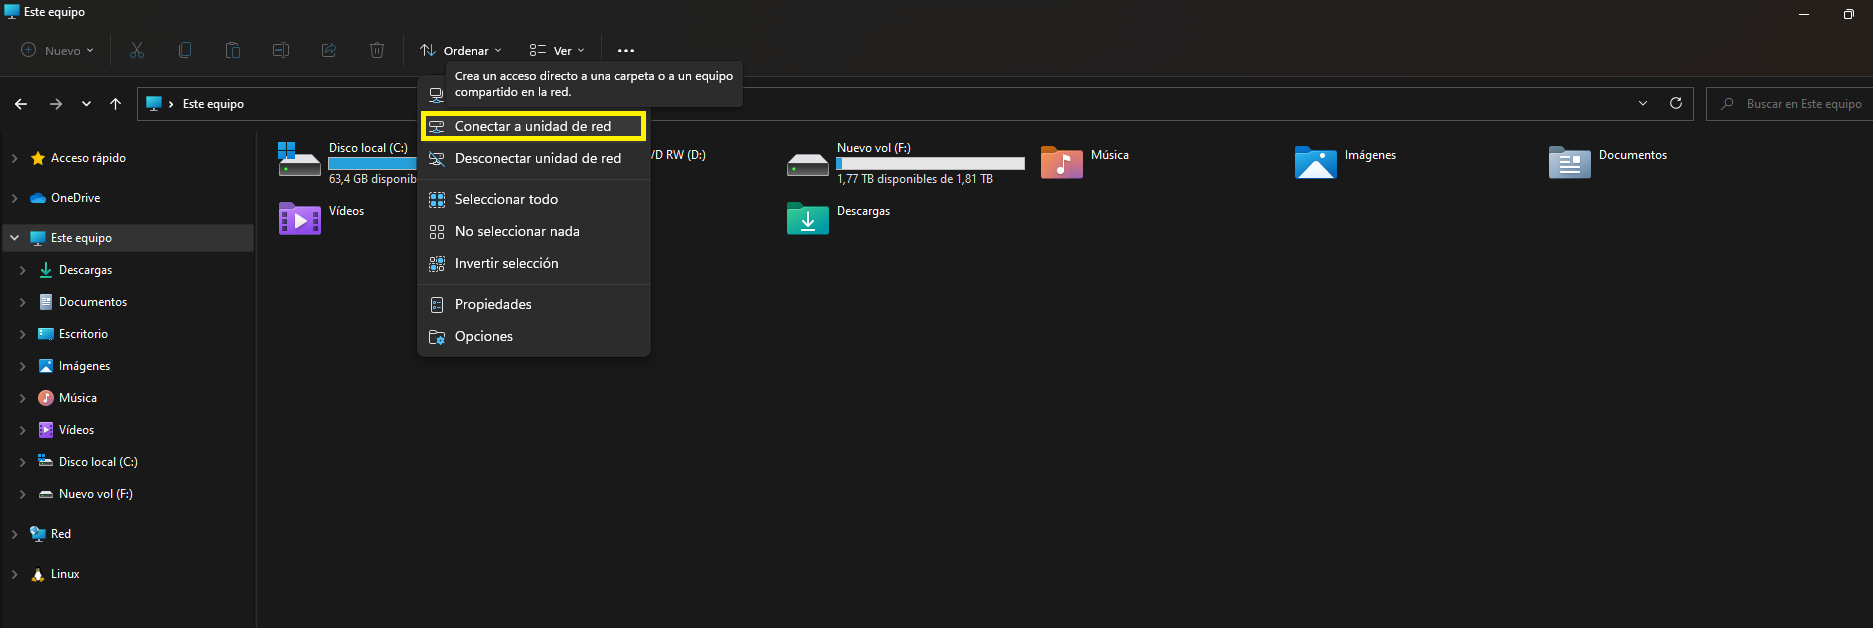 Este equipo
Nuevo
Ordenar
Ver
Crea un acceso directo a una carpeta o a un equipo
compartido en la red.
Este equipo
Buscar en Este equipo
Conectar a unidad de red
Desconectar unidad de red
Seleccionar todo
No seleccionar nada
Invertir selección
Propiedades
Opciones
Acceso rápido
OneDrive
Este equipo
Descargas
Documentos
Escritorio
Imágenes
Música
Vídeos
Disco local (C:)
Nuevo vol (F:)
Red
Linux
Disco local (C:)
63,4 GB disponib
VD RW (D:)
Nuevo vol (F:)
1,77 TB disponibles de 1,81 TB
Música
Imágenes
Documentos
Vídeos
Descargas